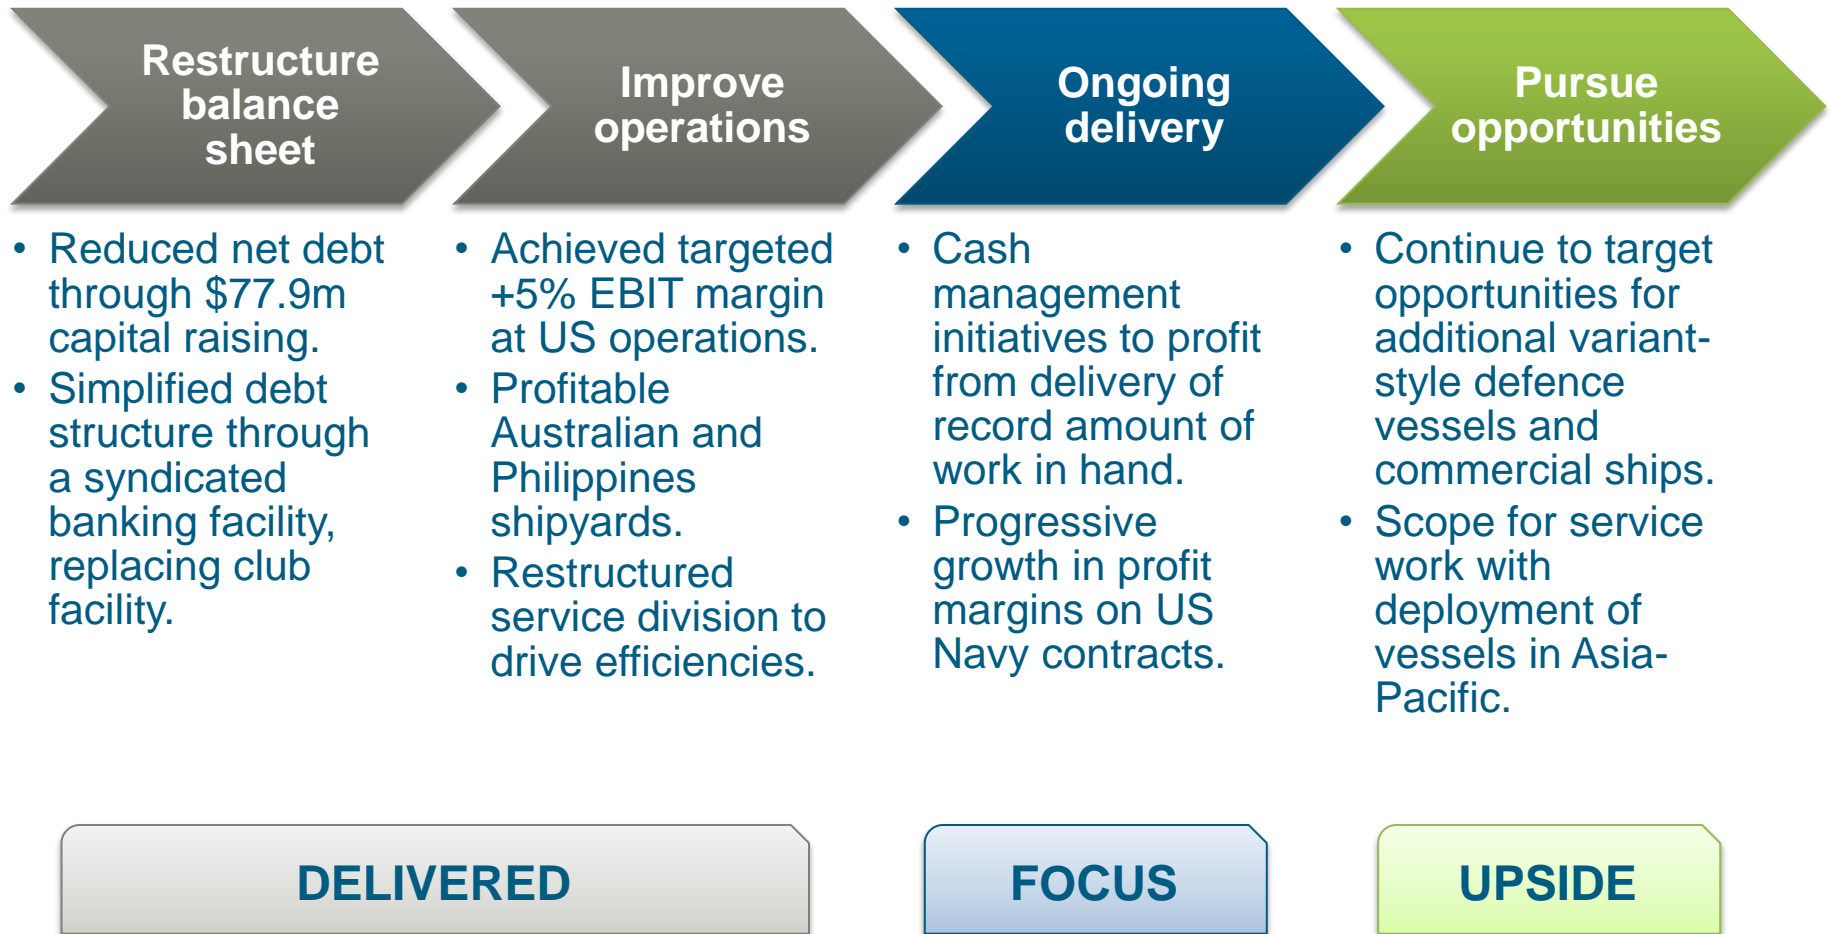 Restructure
balance
sheet
Improve
operations
Ongoing
delivery
Pursue
opportunities
• Reduced net debt
through $77.9m
capital raising.
• Simplified debt
structure through
a syndicated
banking facility,
replacing club
facility.
• Achieved targeted
+5% EBIT margin
at US operations.
• Profitable
Australian and
Philippines
shipyards.
• Restructured
service division to
drive efficiencies.
• Cash
management
initiatives to profit
from delivery of
record amount of
work in hand.
• Progressive
growth in profit
margins on US
Navy contracts.
• Continue to target
opportunities for
additional variant-
style defence
vessels and
commercial ships.
• Scope for service
work with
deployment of
vessels in Asia-
Pacific.
DELIVERED
FOCUS
UPSIDE